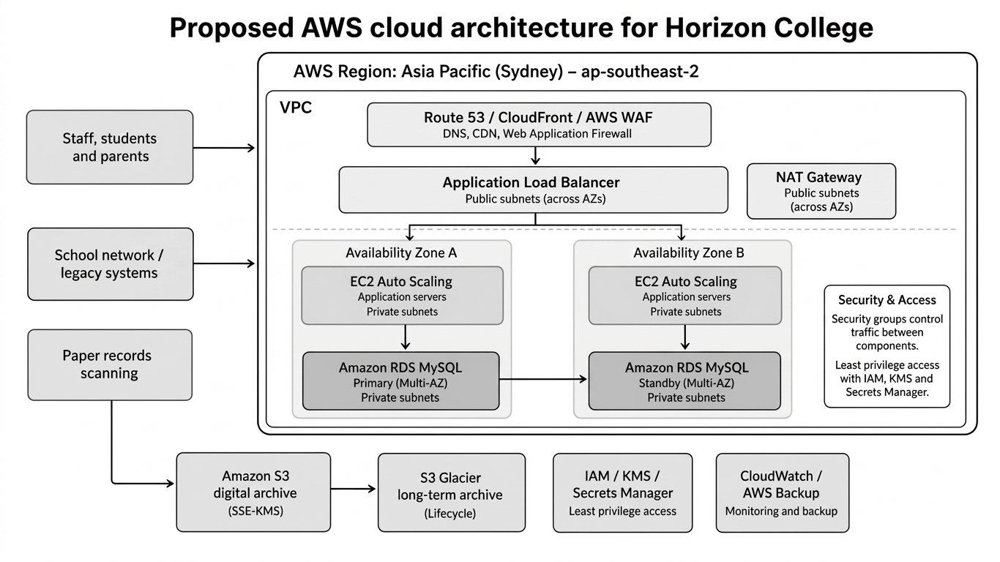 Proposed AWS cloud architecture for Horizon College
AWS Region: Asia Pacific (Sydney) – ap-southeast-2
VPC
Route 53 / CloudFront / AWS WAF
DNS, CDN, Web Application Firewall
Staff, students
and parents
Application Load Balancer
Public subnets (across AZs)
NAT Gateway
Public subnets
(across AZs)
School network /
legacy systems
Availability Zone A
EC2 Auto Scaling
Application servers
Private subnets
Amazon RDS MySQL
Primary (Multi-AZ)
Private subnets
Availability Zone B
EC2 Auto Scaling
Application servers
Private subnets
Amazon RDS MySQL
Standby (Multi-AZ)
Private subnets
Security & Access
Security groups control
traffic between
components.
Least privilege access
with IAM, KMS and
Secrets Manager.
Paper records
scanning
Amazon S3
digital archive
(SSE-KMS)
S3 Glacier
long-term archive
(Lifecycle)
IAM / KMS /
Secrets Manager
Least privilege access
CloudWatch /
AWS Backup
Monitoring and backup